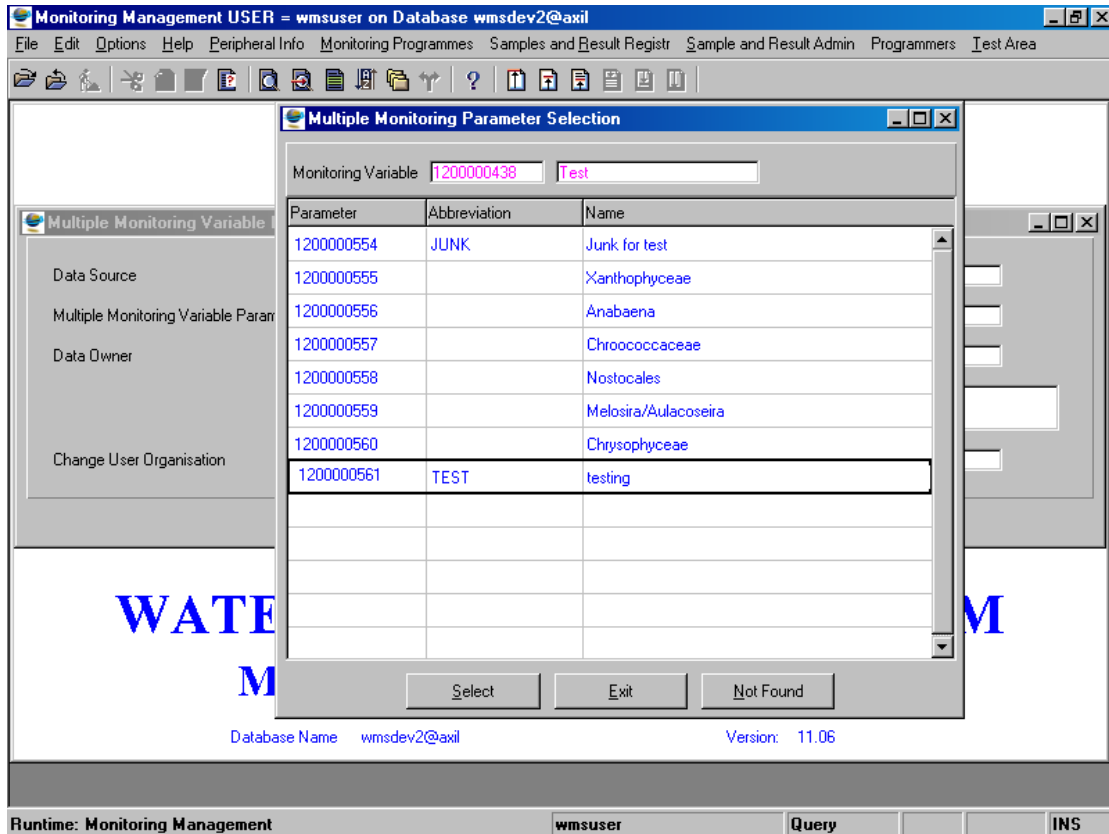 Monitoring Management USER = wmsuser on Database wmsdev2@axil
File Edit Options Help Peripheral Info Monitoring Programmes Samples and Result Registr Sample and Result Admin Programmers Test Area
Multiple Monitoring Parameter Selection
Monitoring Variable 1200000438 Test
Parameter Abbreviation Name
1200000554 JUNK Junk for test
1200000555 Xanthophyceae
1200000556 Anabaena
1200000557 Chroococcaceae
1200000558 Nostocales
1200000559 Melosira/Aulacoseira
1200000560 Chrysophyceae
1200000561 TEST testing
Select Exit Not Found
Multiple Monitoring Variable
Data Source
Multiple Monitoring Variable Param
Data Owner
Change User Organisation
WATE M
M
Database Name wmsdev2@axil Version: 11.06
Runtime: Monitoring Management wmsuser Query INS